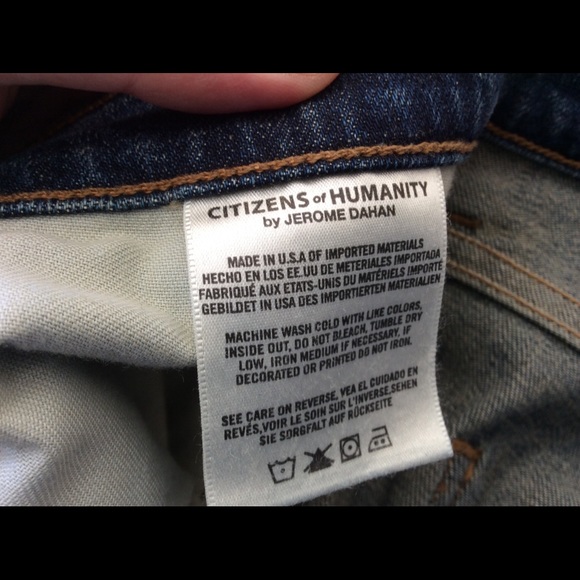 CITIZENS of HUMANITY
by JEROME DAHAN
MADE IN U.S.A OF IMPORTED MATERIALS
HECHO EN LOS EE.UU DE METERIALES IMPORTADA
FABRIQUÉ AUX ETATS-UNIS DU MATÉRIELS IMPORTÉ
GEBILDET IN USA DES IMPORTIERTEN MATERIALIEN
MACHINE WASH COLD WITH LIKE COLORS,
INSIDE OUT, DO NOT BLEACH, TUMBLE DRY
LOW, IRON MEDIUM IF NECESSARY, IF
DECORATED OR PRINTED DO NOT IRON.
SEE CARE ON REVERSE, VEA EL CUIDADO EN
REVÉS,VOIR LE SOIN SUR L'INVERSE,SEHEN
SIE SORGFALT AUF RÜCKSEITE